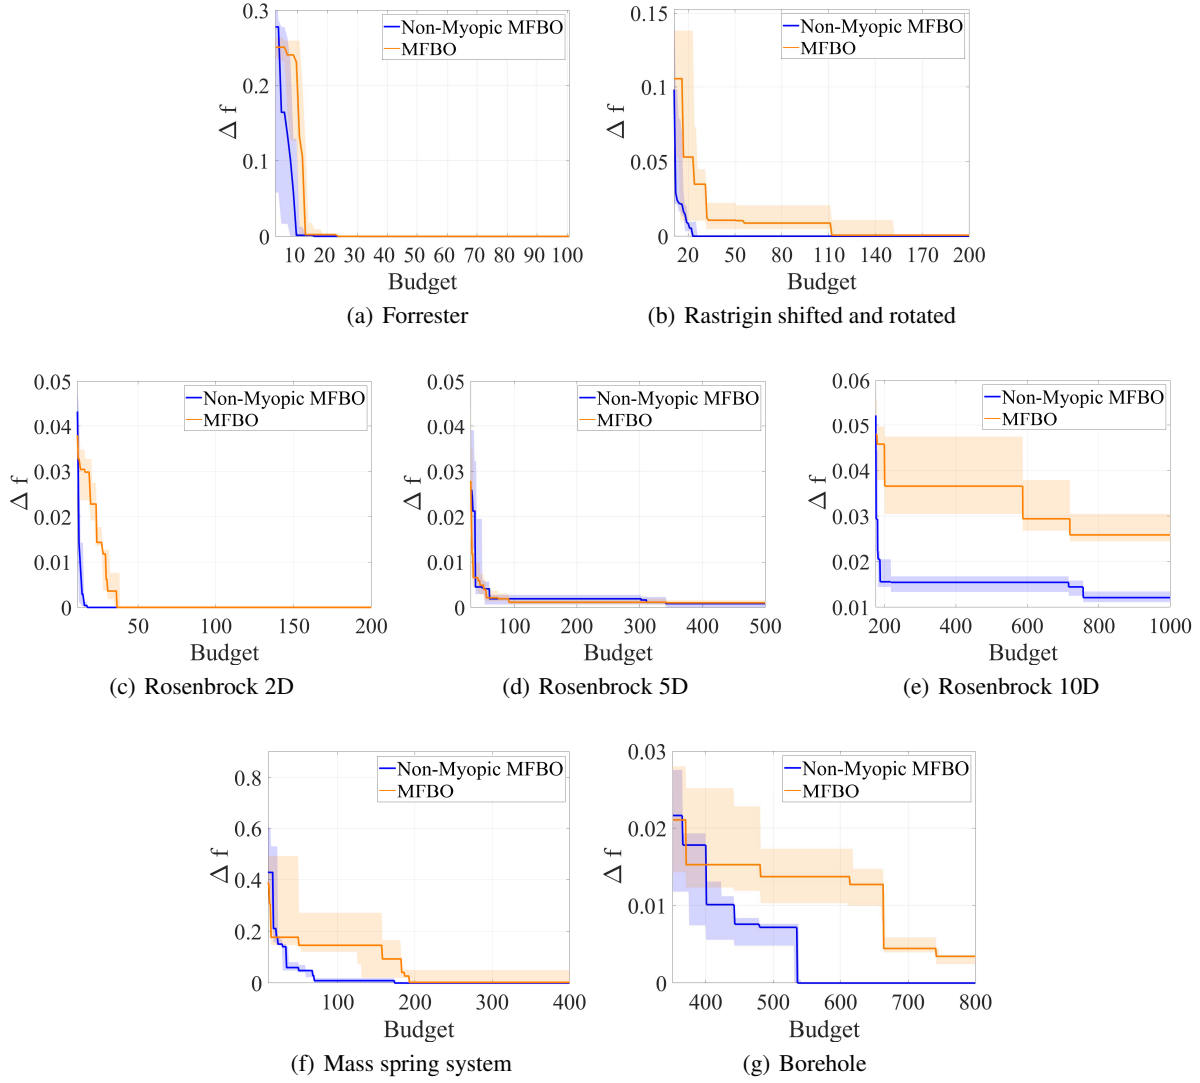 0.3
0.2
0.1
0
Δ f
Non-Myopic MFBO
MFBO
10 20 30 40 50 60 70 80 90 100
Budget
(a) Forrester
0.15
0.1
0.05
0
Δ f
Non-Myopic MFBO
MFBO
20 50 80 110 140 170 200
Budget
(b) Rastrigin shifted and rotated
0.05
0.04
0.03
0.02
0.01
0
Δ f
Non-Myopic MFBO
MFBO
50 100 150 200
Budget
(c) Rosenbrock 2D
0.05
0.04
0.03
0.02
0.01
0
Δ f
Non-Myopic MFBO
MFBO
100 200 300 400 500
Budget
(d) Rosenbrock 5D
0.06
0.05
0.04
0.03
0.02
0.01
Δ f
Non-Myopic MFBO
MFBO
200 400 600 800 1000
Budget
(e) Rosenbrock 10D
0.8
0.6
0.4
0.2
0
Δ f
Non-Myopic MFBO
MFBO
100 200 300 400
Budget
(f) Mass spring system
0.03
0.02
0.01
0
Δ f
Non-Myopic MFBO
MFBO
400 500 600 700 800
Budget
(g) Borehole